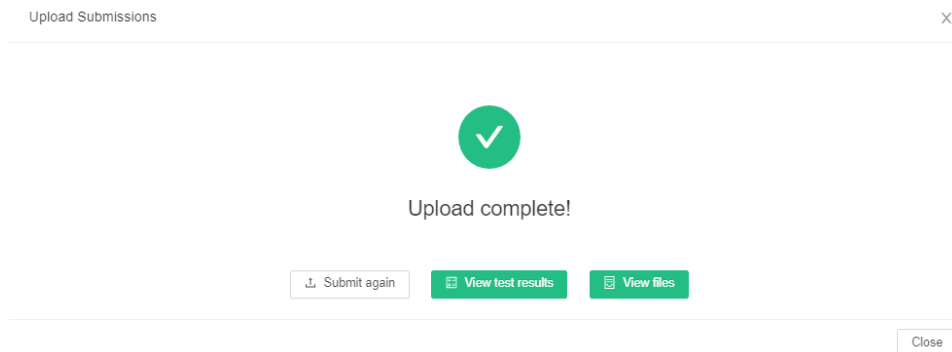 Upload Submissions
X
Upload complete!
Submit again
View test results
View files
Close